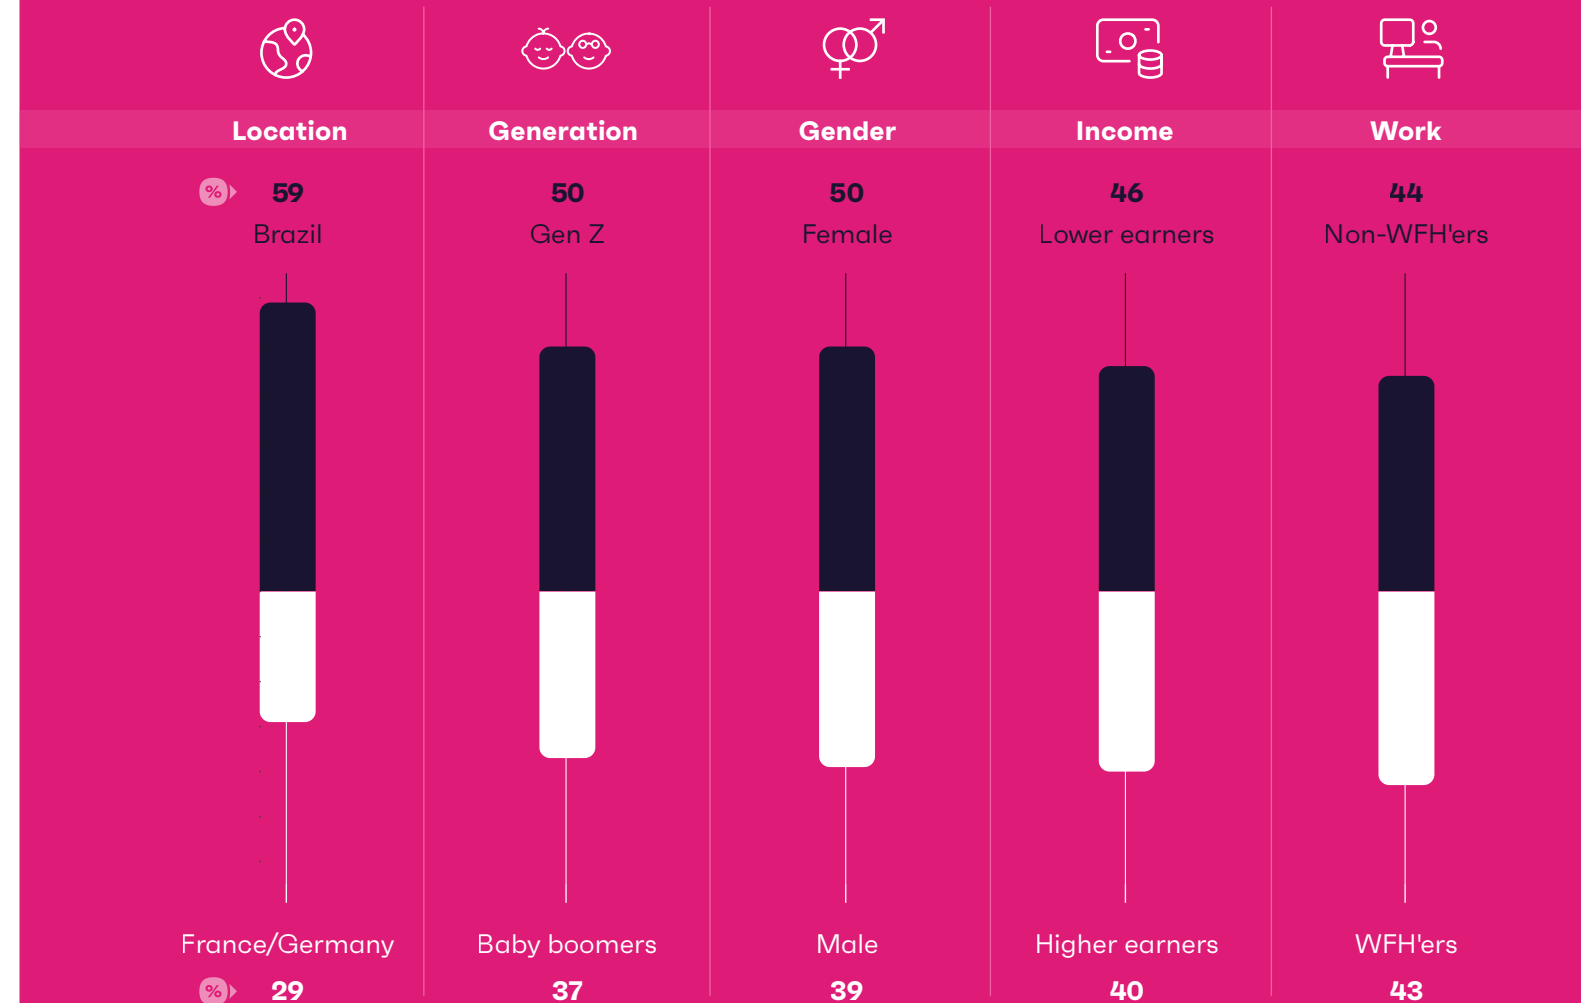 Location Generation Gender Income Work
% 59 50 50 46 44
Brazil Gen Z Female Lower earners Non-WFH'ers
France/Germany Baby boomers Male Higher earners WFH'ers
% 29 37 39 40 43